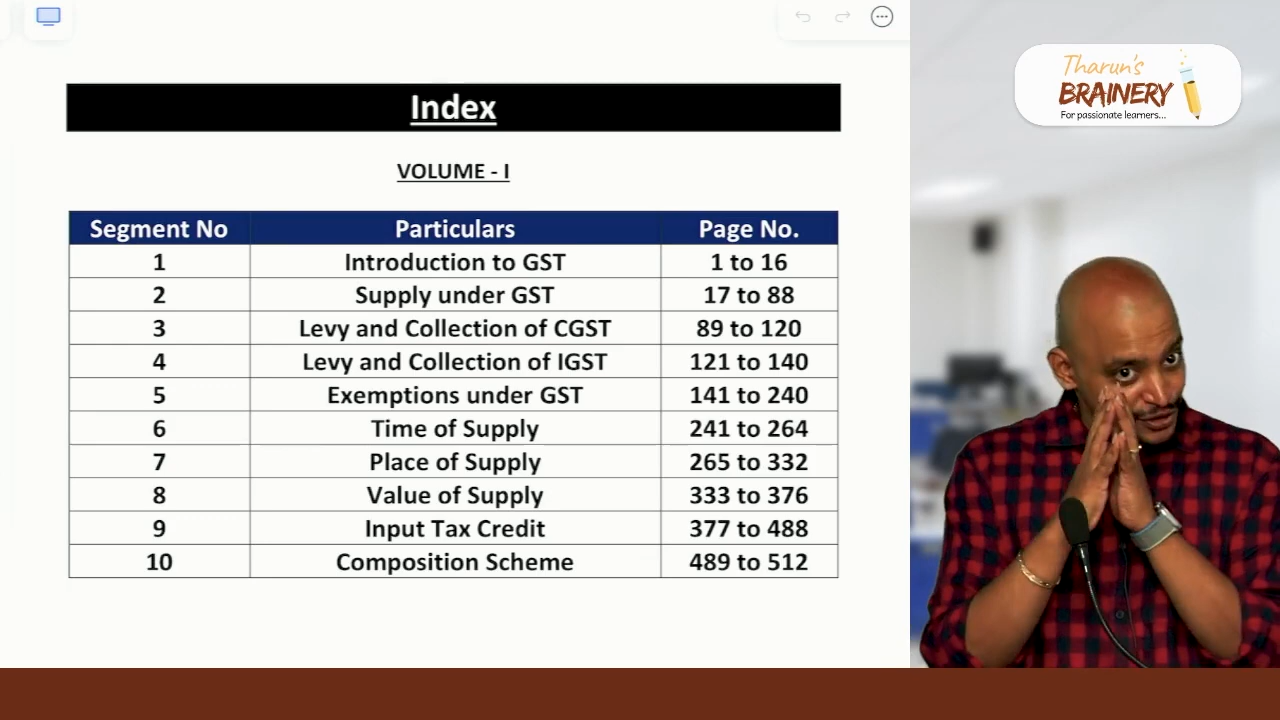 Index
VOLUME - I
Segment No Particulars Page No.
1 Introduction to GST 1 to 16
2 Supply under GST 17 to 88
3 Levy and Collection of CGST 89 to 120
4 Levy and Collection of IGST 121 to 140
5 Exemptions under GST 141 to 240
6 Time of Supply 241 to 264
7 Place of Supply 265 to 332
8 Value of Supply 333 to 376
9 Input Tax Credit 377 to 488
10 Composition Scheme 489 to 512
Tharun's
BRAINERY
For passionate learners...